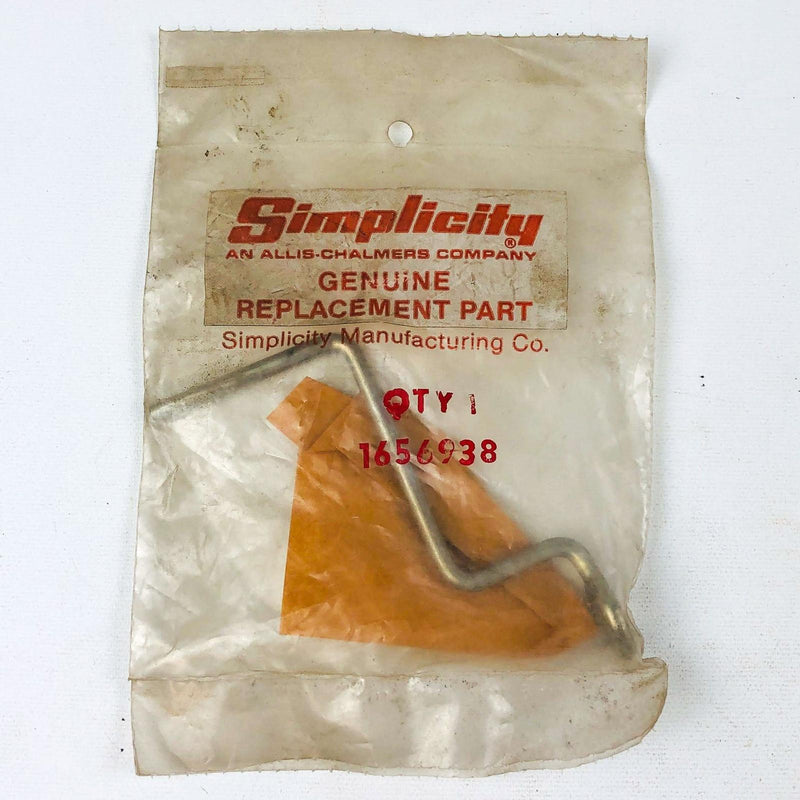 Simplicity®
AN ALLIS-CHALMERS COMPANY
GENUiNE
REPLACEMENT PART
Simplicity Manufacturing Co.
QTY 1
1656938